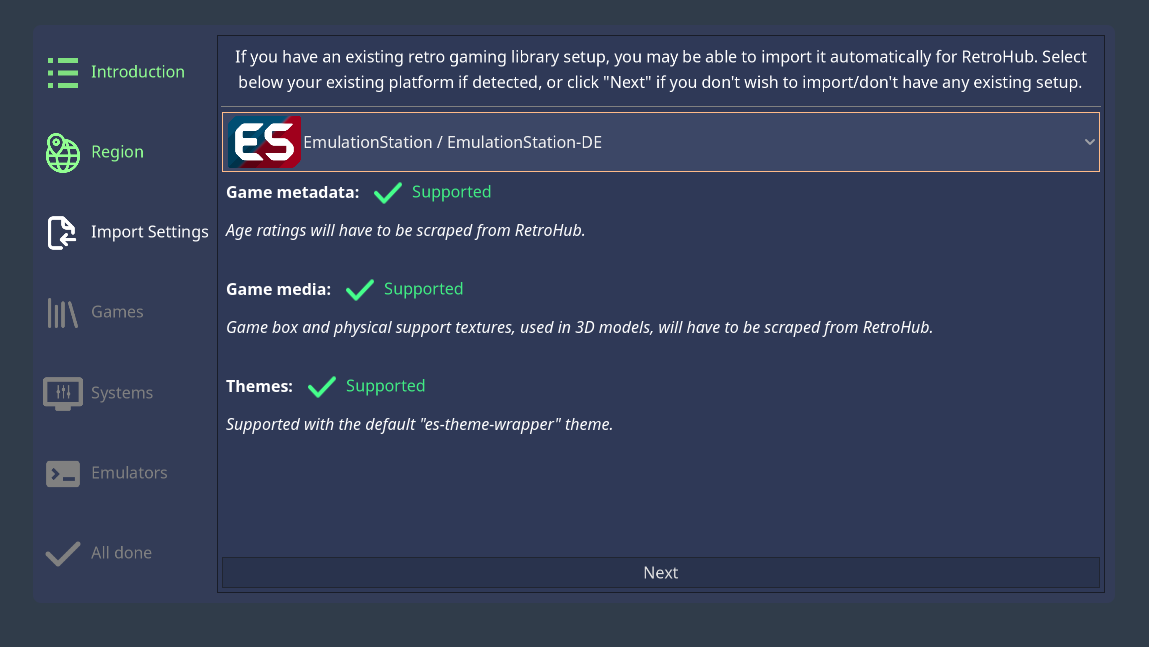 Introduction
Region
Import Settings
Games
Systems
Emulators
All done
If you have an existing retro gaming library setup, you may be able to import it automatically for RetroHub. Select
below your existing platform if detected, or click "Next" if you don't wish to import/don't have any existing setup.
ES EmulationStation / EmulationStation-DE
Game metadata: Supported
Age ratings will have to be scraped from RetroHub.
Game media: Supported
Game box and physical support textures, used in 3D models, will have to be scraped from RetroHub.
Themes: Supported
Supported with the default "es-theme-wrapper" theme.
Next